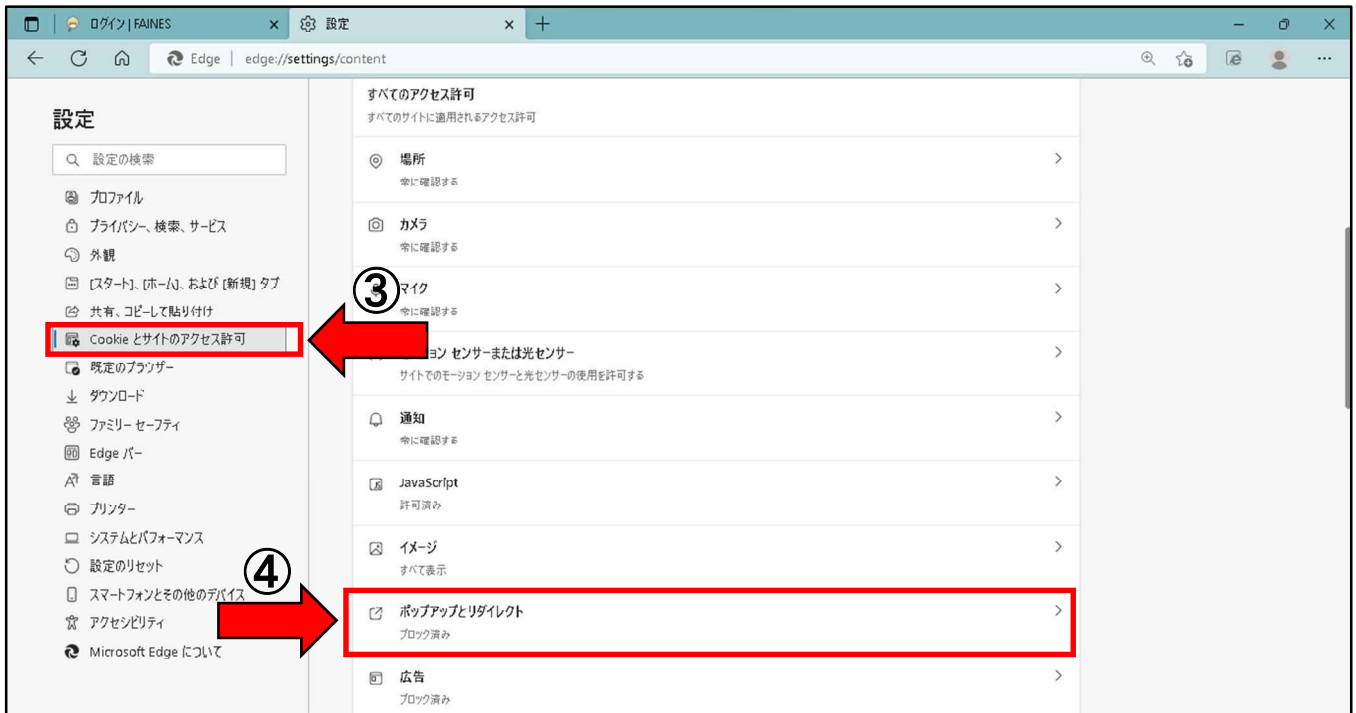 ログイン | FAINES
設定
Edge | edge://settings/content
設定
設定の検索
プロファイル
プライバシー、検索、サービス
外観
[スタート]、[ホーム]、および [新規] タブ
共有、コピーして貼り付け
Cookie とサイトのアクセス許可
既定のブラウザー
ダウンロード
ファミリー セーフティ
Edge バー
言語
プリンター
システムとパフォーマンス
設定のリセット
スマートフォンとその他のデバイス
アクセシビリティ
Microsoft Edge について
③
④
すべてのアクセス許可
すべてのサイトに適用されるアクセス許可
場所
常に確認する
カメラ
常に確認する
マイク
常に確認する
ョン センサーまたは光センサー
サイトでのモーション センサーと光センサーの使用を許可する
通知
常に確認する
JavaScript
許可済み
イメージ
すべて表示
ポップアップとリダイレクト
ブロック済み
広告
ブロック済み